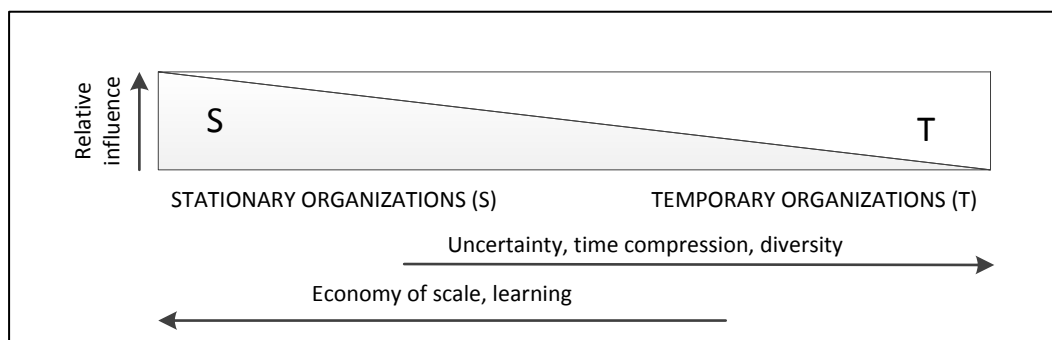 Relative
influence
S
T
STATIONARY ORGANIZATIONS (S)
TEMPORARY ORGANIZATIONS (T)
Uncertainty, time compression, diversity
Economy of scale, learning